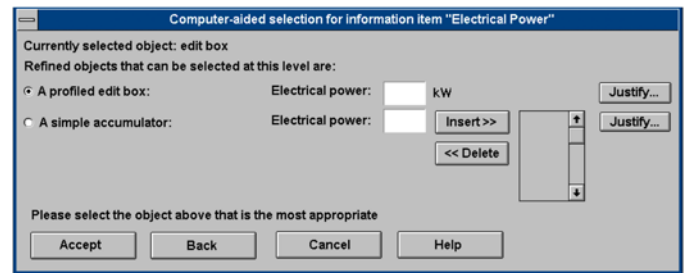 Computer-aided selection for information item "Electrical Power"
Currently selected object: edit box
Refined objects that can be selected at this level are:
A profiled edit box: Electrical power: kW Justify...
A simple accumulator: Electrical power: Insert>> Justify...
<< Delete
Please select the object above that is the most appropriate
Accept Back Cancel Help